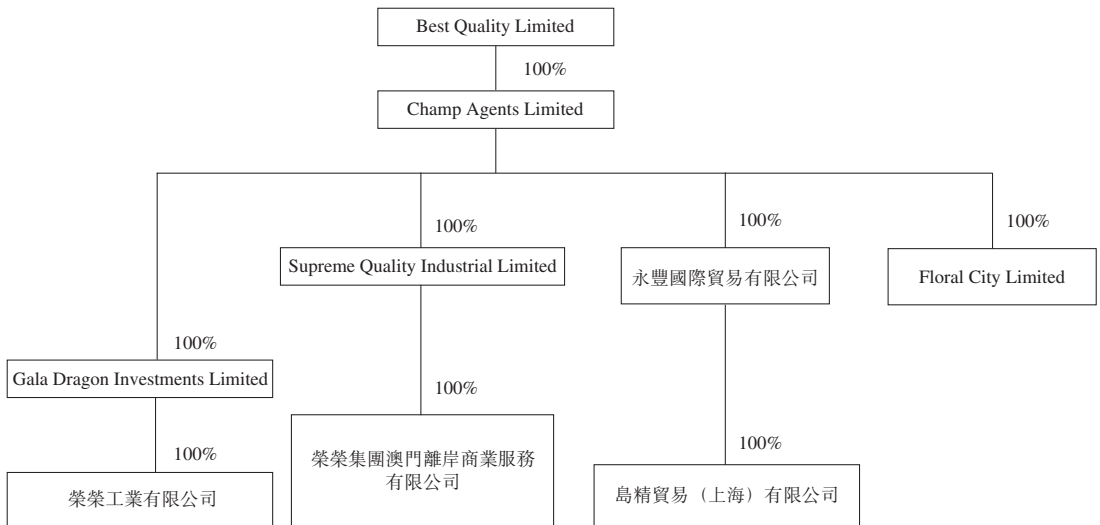 Best Quality Limited
100%
Champ Agents Limited
100%
100%
100%
Supreme Quality Industrial Limited
永豐國際貿易有限公司
Floral City Limited
100%
Gala Dragon Investments Limited
100%
100%
100%
榮榮工業有限公司
榮榮集團澳門離岸商業服務
有限公司
島精貿易（上海）有限公司